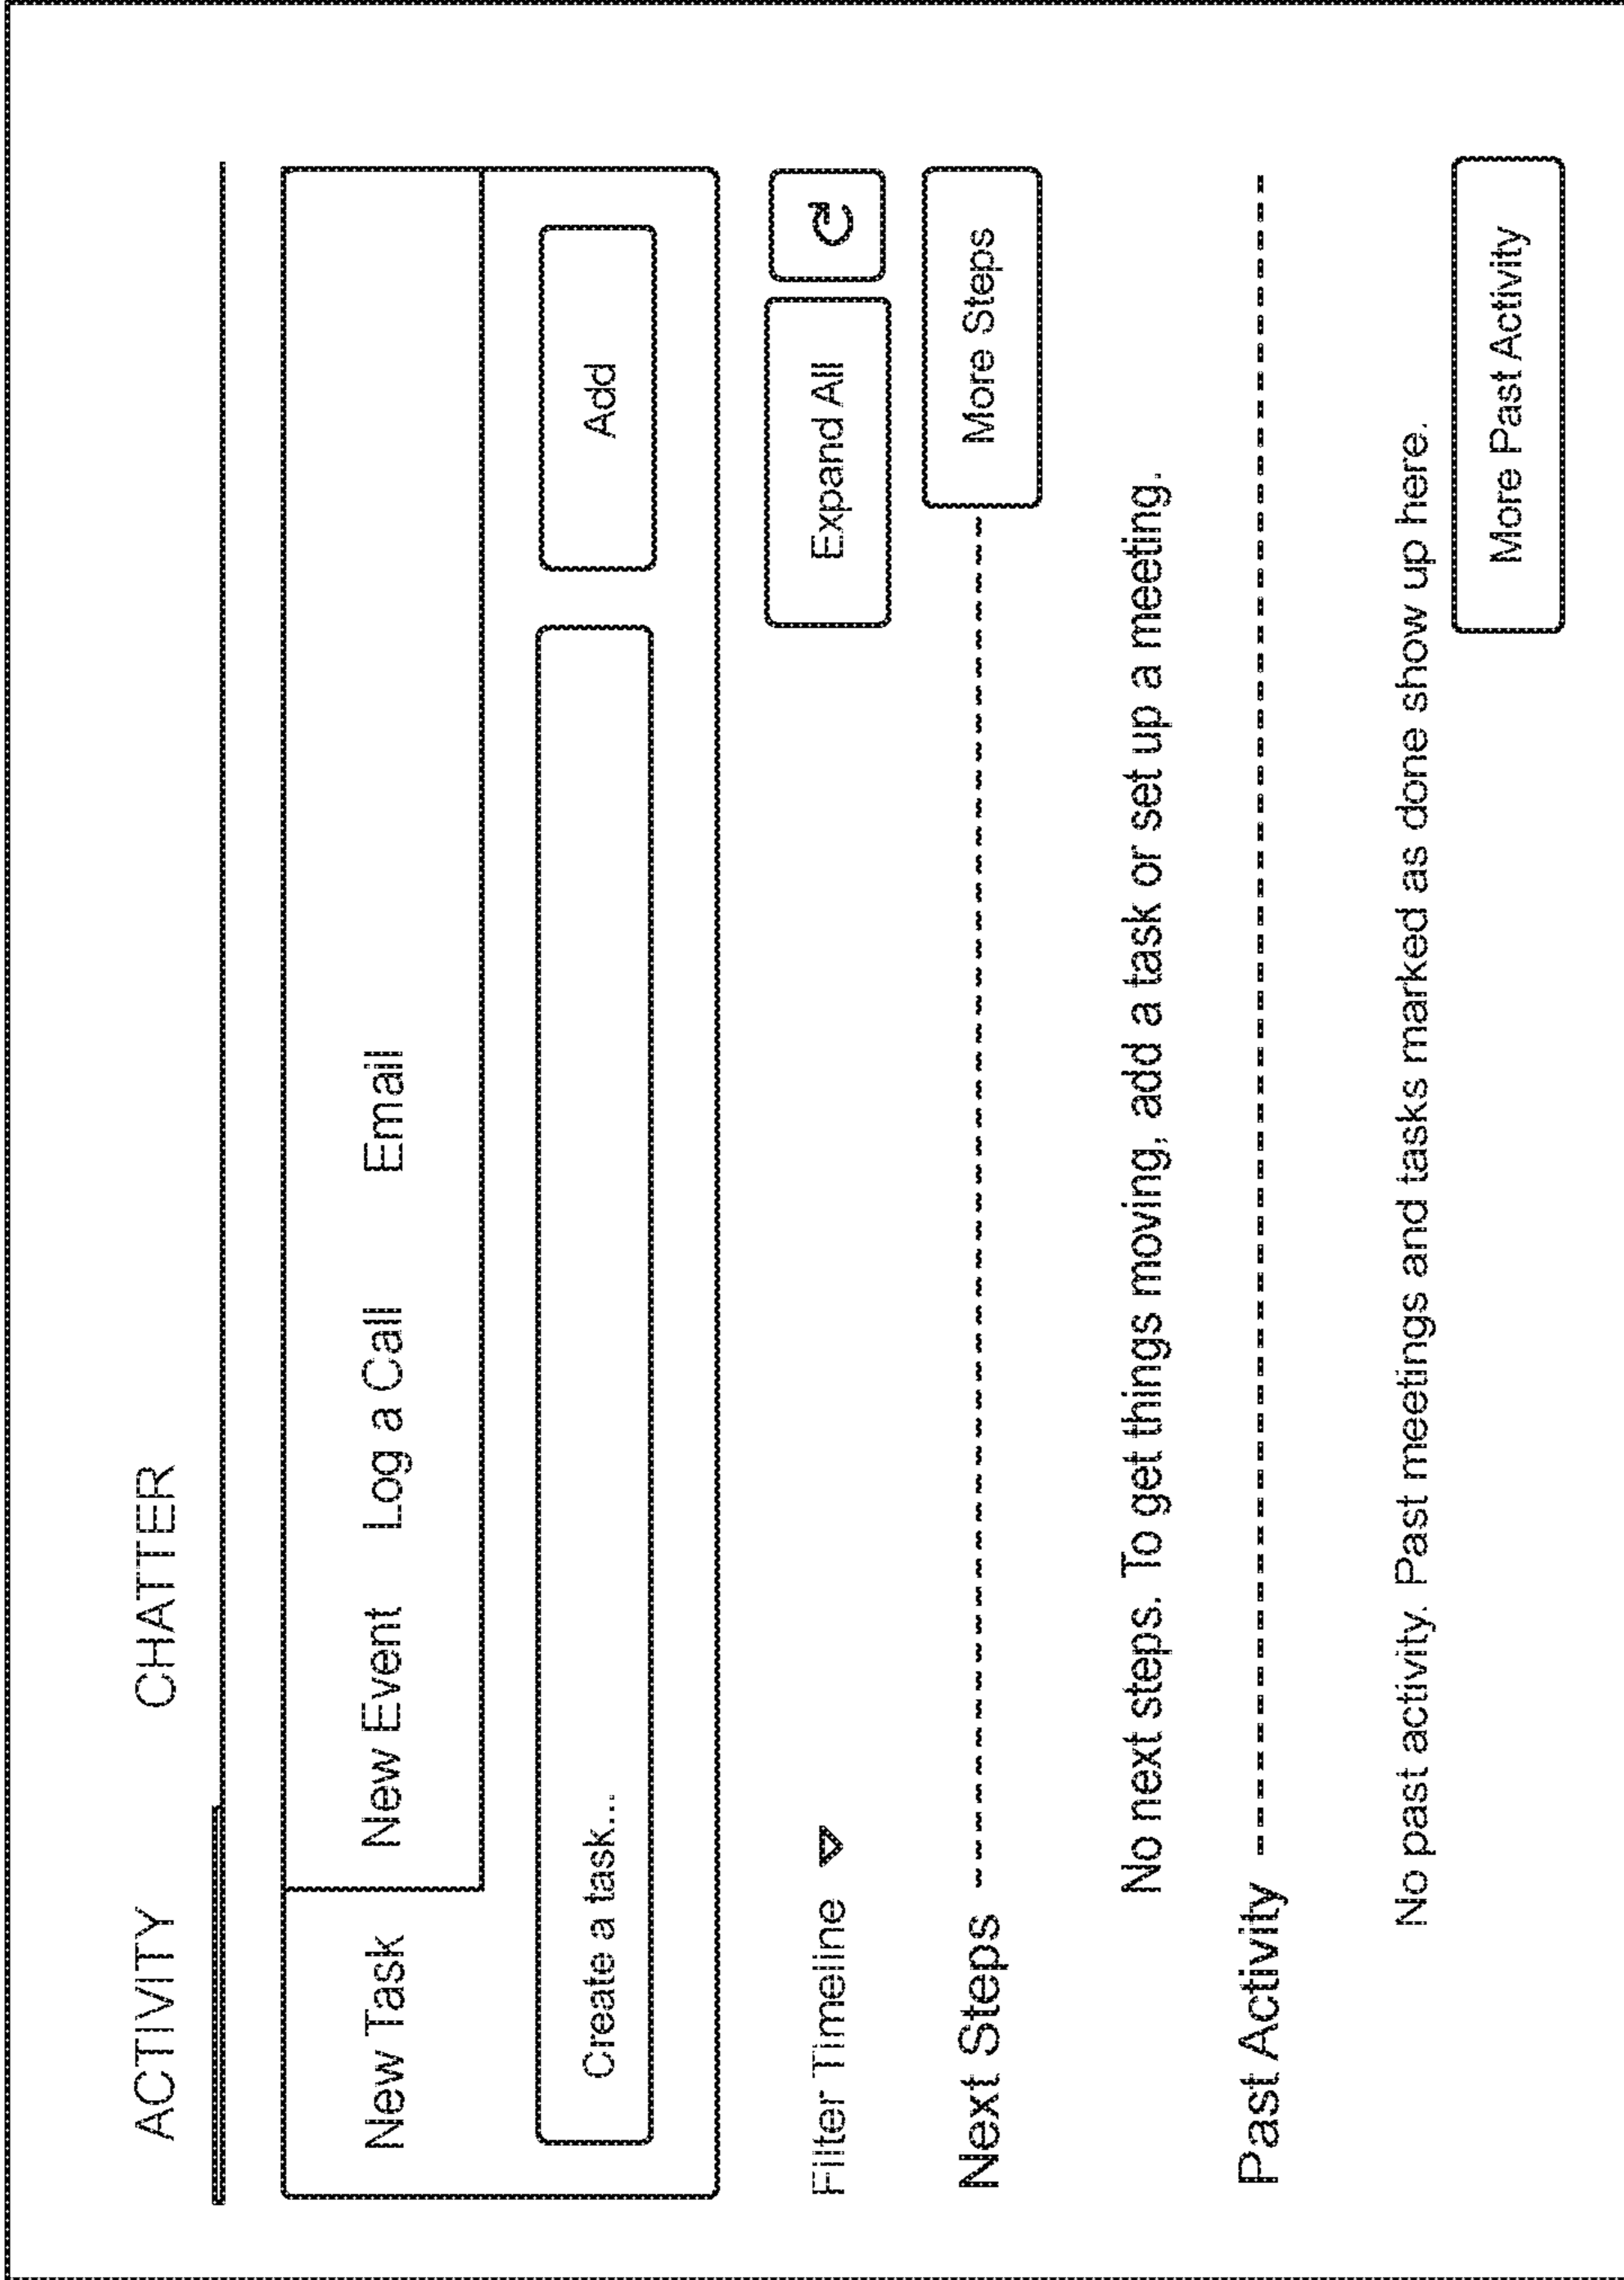 ACTIVITY CHATTER
New Task New Event Log a Call Email
Create a task... Add
Filter Timeline Expand All
Next Steps More Steps
No next steps. To get things moving, add a task or set up a meeting.
Past Activity
No past activity. Past meetings and tasks marked as done show up here.
More Past Activity